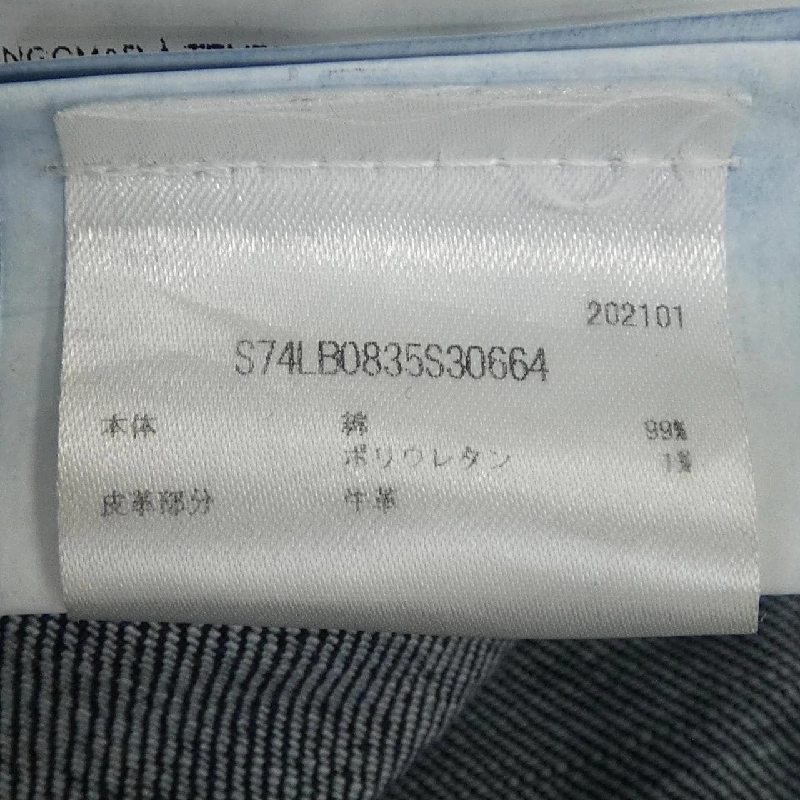 202101
S74LB0835S30664
本体 綿 99%
ポリウレタン 1%
皮革部分 牛革